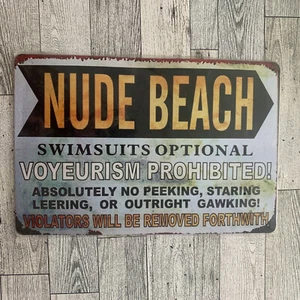 NUDE BEACH
SWIMSUITS OPTIONAL
VOYEURISM PROHIBITED!
ABSOLUTELY NO PEEKING, STARING
LEERING, OR OUTRIGHT GAWKING!
VIOLATORS WILL BE REMOVED FORTHWITH